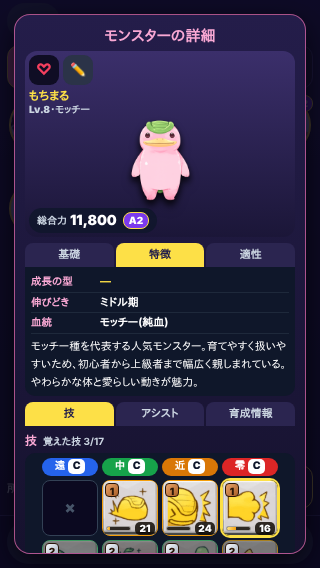 モンスターの詳細
もちまる
Lv.8・モッチー
総合力 11,800 A2
基礎 特徴 適性
成長の型 —
伸びどき ミドル期
血統 モッチー(純血)
モッチー種を代表する人気モンスター。育てやすく扱いや
すいため、初心者から上級者まで幅広く親しまれている。
やわらかな体と愛らしい動きが魅力。
技 アシスト 育成情報
技 覚えた技 3/17
遠 C 中 C 近 C 零 C
× 1 21 1 24 1 16
2 2 2 2